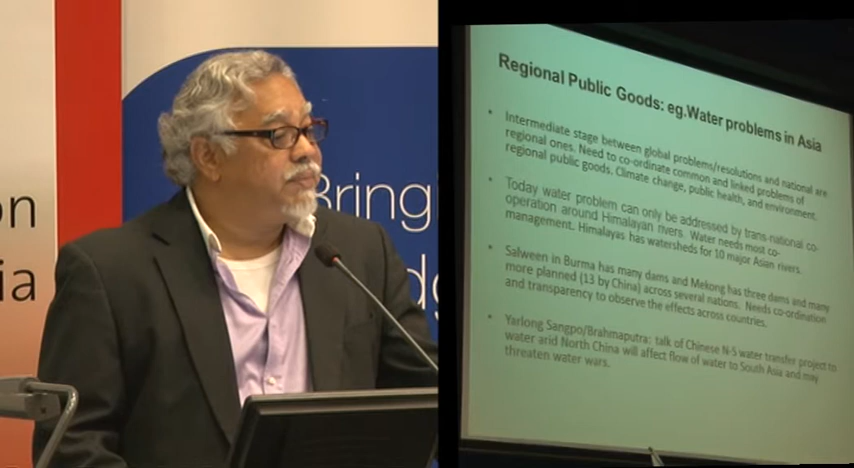 on
ia
Bringi
dg
Regional Public Goods: eg.Water problems in Asia
• Intermediate stage between global problems/resolutions and national are
regional ones. Need to co-ordinate common and linked problems of
regional public goods. Climate change, public health, and environment.
• Today water problem can only be addressed by trans-national co-
operation around Himalayan rivers. Water needs most co-
management. Himalayas has watersheds for 10 major Asian rivers.
• Salween in Burma has many dams and Mekong has three dams and many
more planned (13 by China) across several nations. Needs co-ordination
and transparency to observe the effects across countries.
• Yarlong Sangpo/Brahmaputra: talk of Chinese N-S water transfer project to
water arid North China will affect flow of water to South Asia and may
threaten water wars.